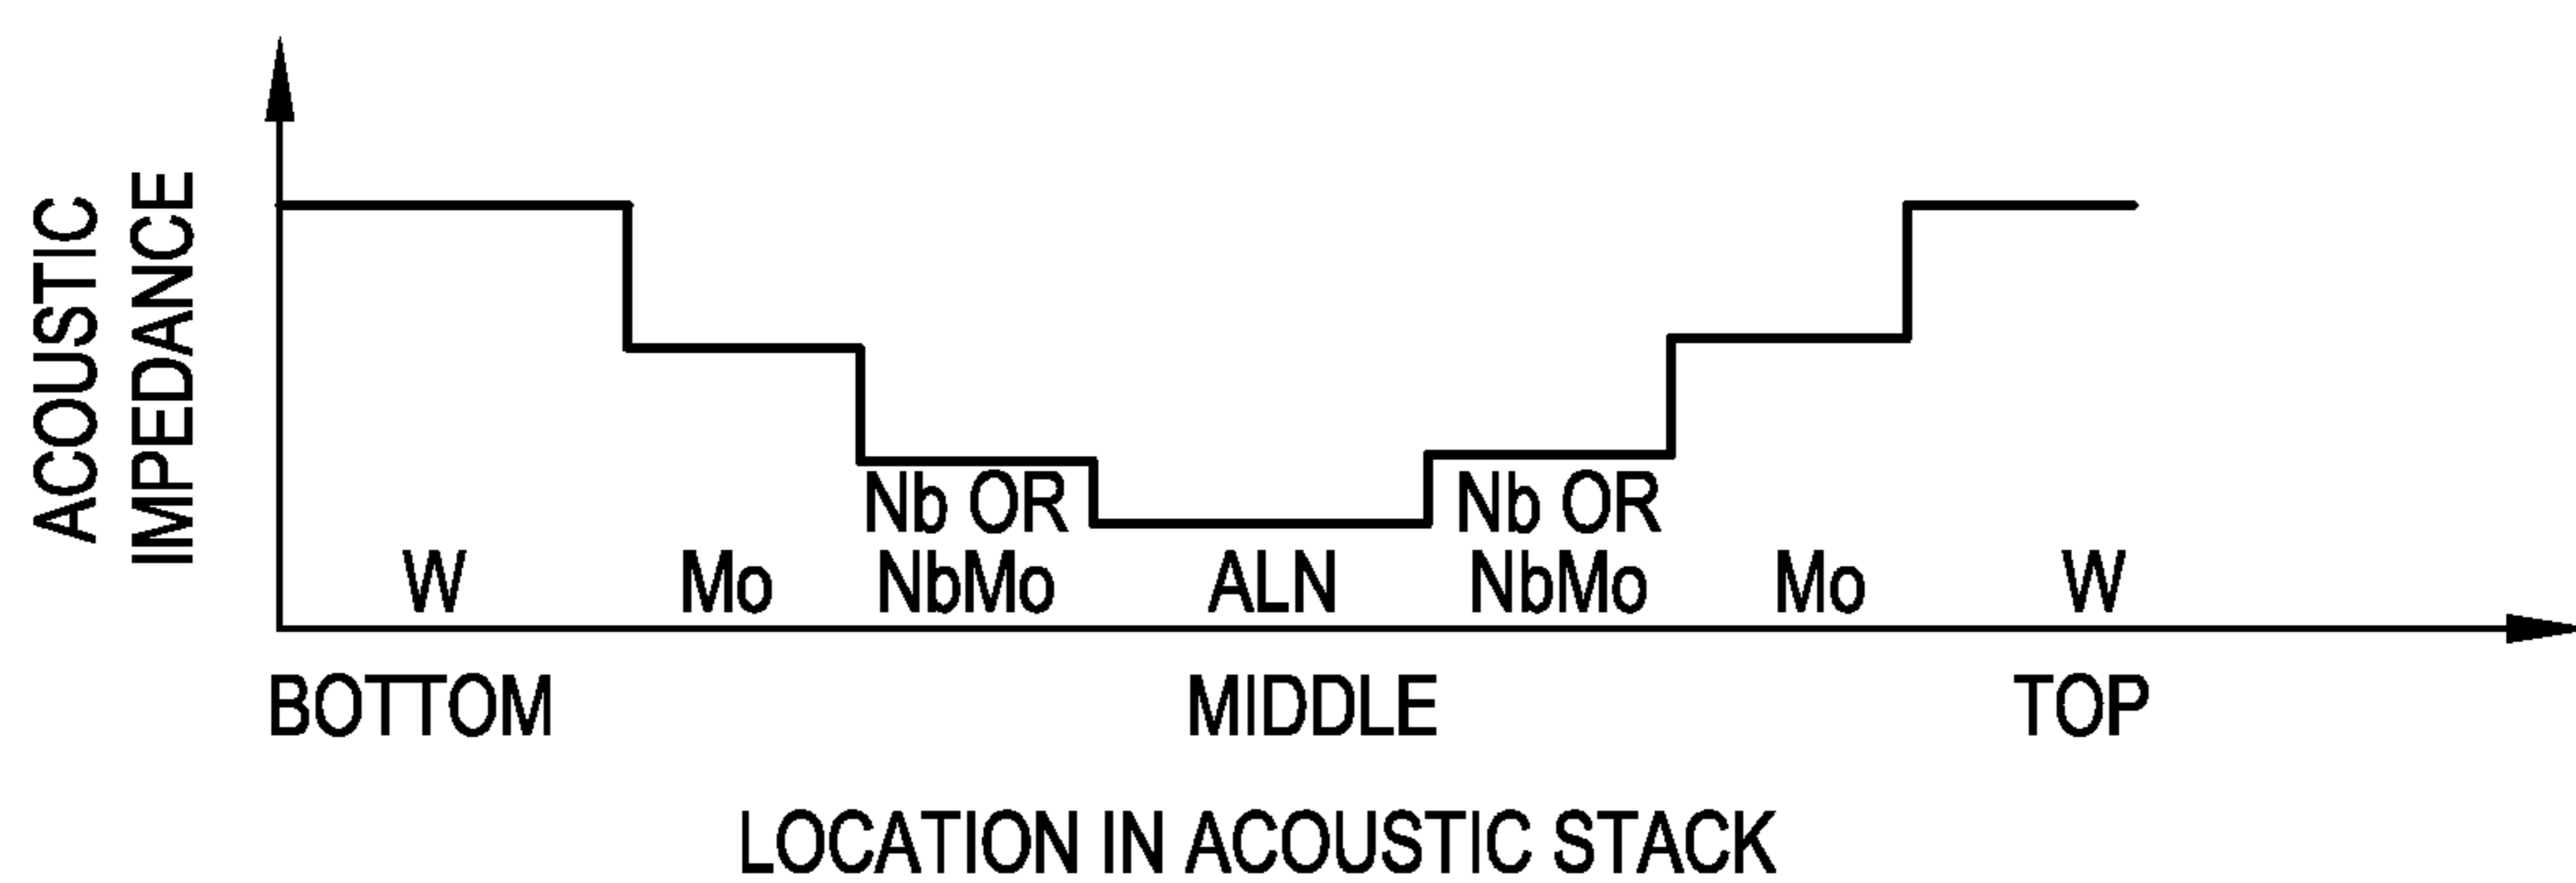 ACOUSTIC
IMPEDANCE
Nb OR
Nb OR
W Mo NbMo ALN NbMo Mo W
BOTTOM MIDDLE TOP
LOCATION IN ACOUSTIC STACK